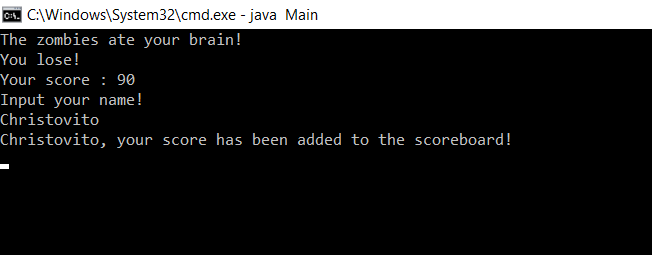 C:\Windows\System32\cmd.exe - java  Main
The zombies ate your brain!
You lose!
Your score : 90
Input your name!
Christovito
Christovito, your score has been added to the scoreboard!